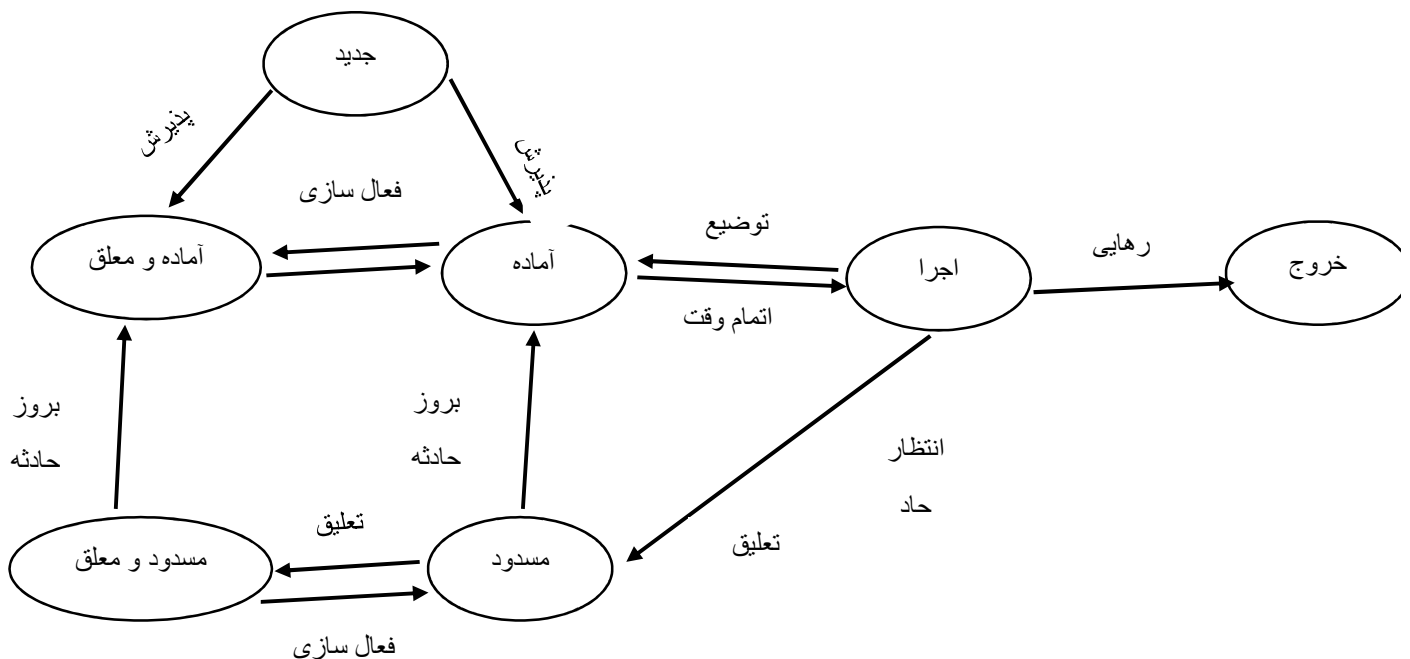 جدید
پذیرش
پذیرش
فعال سازی
توضیع
رهایی
آماده و معلق
آماده
اجرا
خروج
اتمام وقت
بروز
حادثه
بروز
حادثه
انتظار
حاد
تعلیق
تعلیق
مسدود
مسدود و معلق
فعال سازی